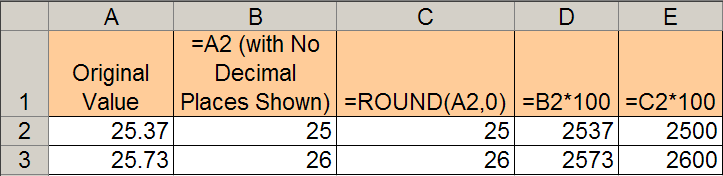 A B C D E
1 Original Value =A2 (with No Decimal Places Shown) =ROUND(A2,0) =B2*100 =C2*100
2 25.37 25 25 2537 2500
3 25.73 26 26 2573 2600